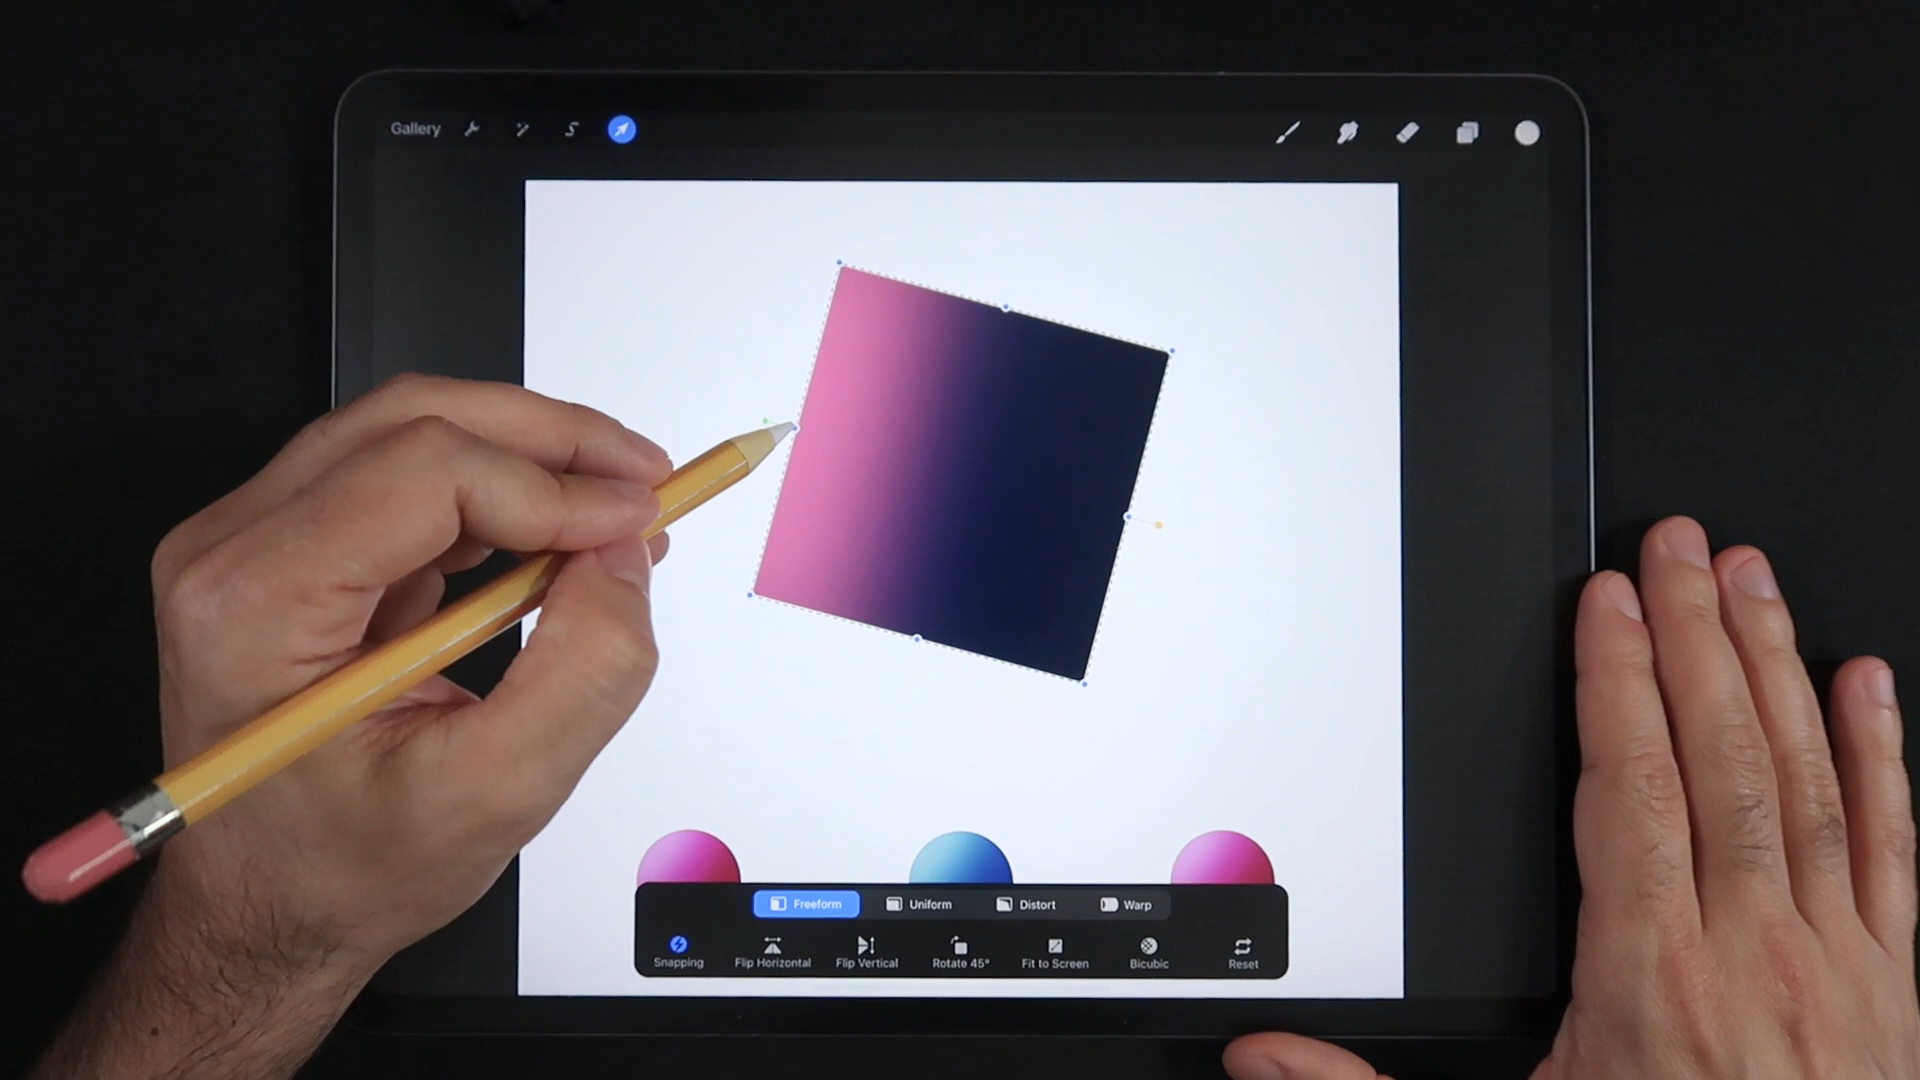 Gallery
Freeform Uniform Distort Warp
Snapping Flip Horizontal Flip Vertical Rotate 45° Fit to Screen Bicubic Reset